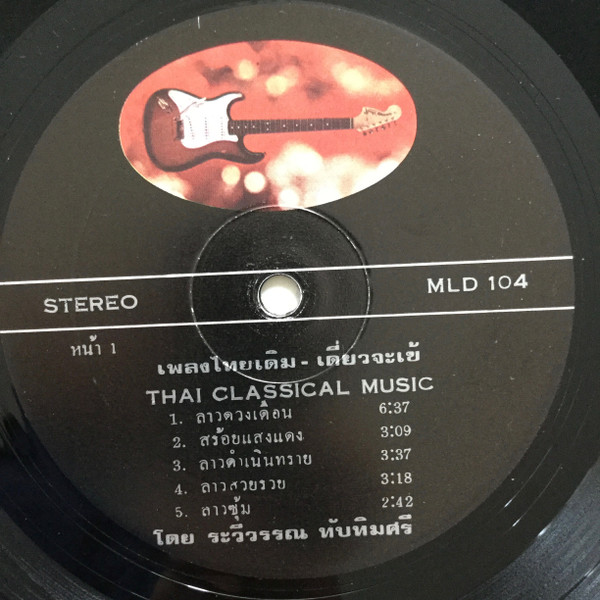 STEREO
MLD 104
หน้า 1
เพลงไทยเดิม - เดี่ยวจะเข้
THAI CLASSICAL MUSIC
1. ลาวดวงเดือน 6:37
2. สร้อยแสงแดง 3:09
3. ลาวดำเนินทราย 3:37
4. ลาวสวยรวย 3:18
5. ลาวซุ้ม 2:42
โดย ระวีวรรณ ทับทิมศรี